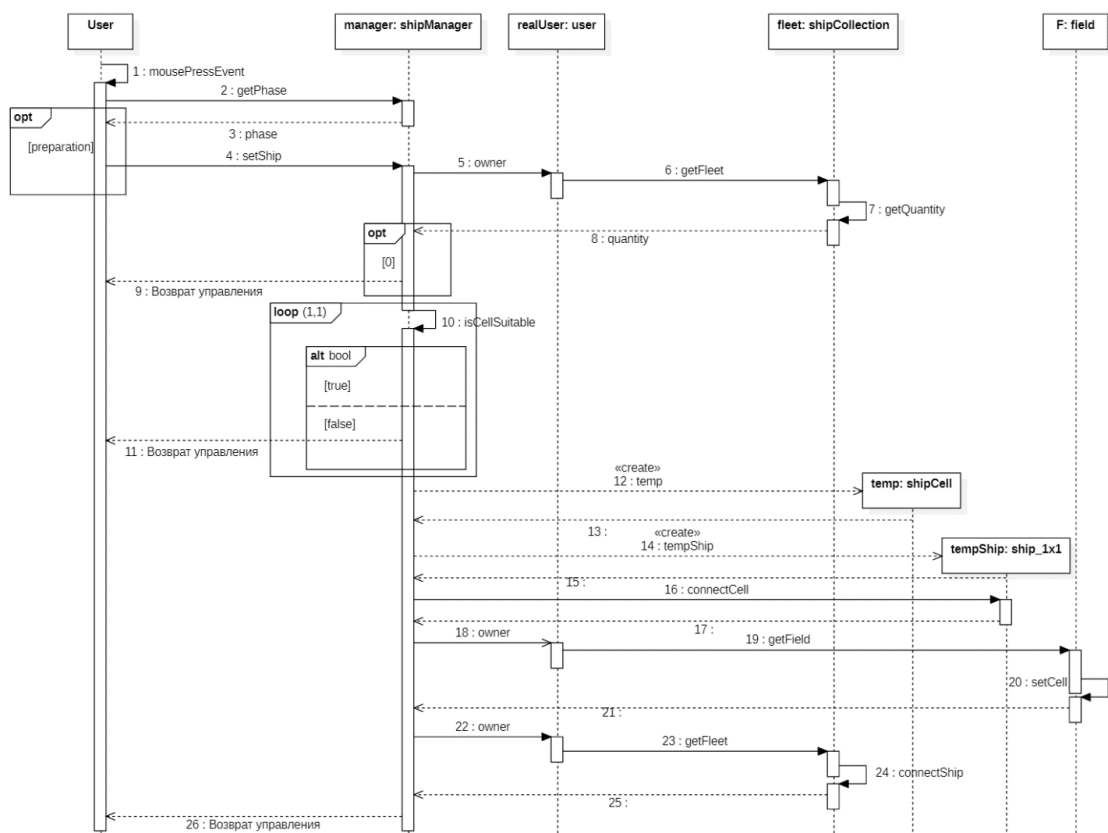 User
manager: shipManager
realUser: user
fleet: shipCollection
F: field
1 : mousePressEvent
2 : getPhase
opt
3 : phase
[preparation]
4 : setShip
5 : owner
6 : getFleet
7 : getQuantity
opt
8 : quantity
[0]
9 : Возврат управления
loop (1,1)
10 : isCellSuitable
alt bool
[true]
[false]
11 : Возврат управления
«create»
12 : temp
temp: shipCell
13 :
«create»
14 : tempShip
tempShip: ship_1x1
15 :
16 : connectCell
17 :
18 : owner
19 : getField
20 : setCell
21 :
22 : owner
23 : getFleet
24 : connectShip
25 :
26 : Возврат управления